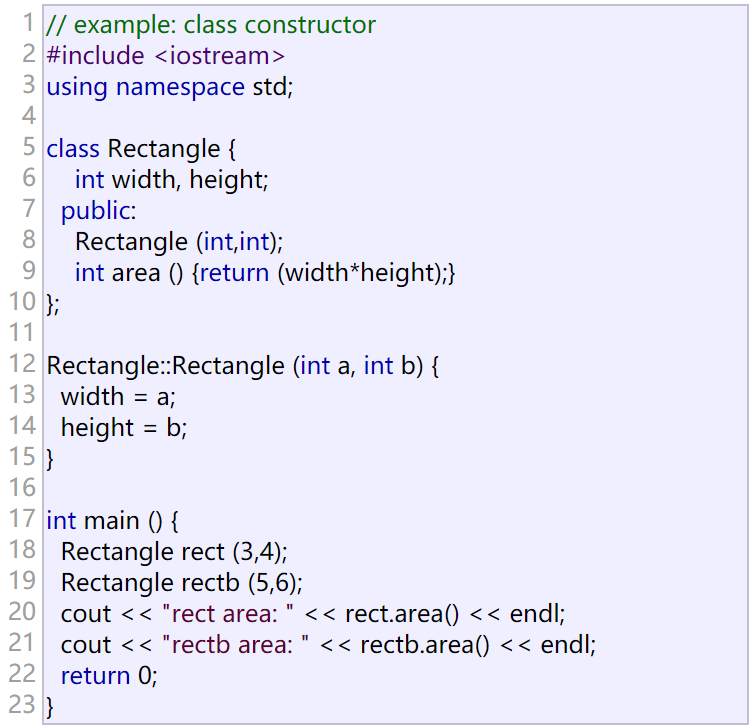 1 // example: class constructor
2 #include <iostream>
3 using namespace std;
4
5 class Rectangle {
6     int width, height;
7   public:
8     Rectangle (int,int);
9     int area () {return (width*height);}
10 };
11
12 Rectangle::Rectangle (int a, int b) {
13   width = a;
14   height = b;
15 }
16
17 int main () {
18   Rectangle rect (3,4);
19   Rectangle rectb (5,6);
20   cout << "rect area: " << rect.area() << endl;
21   cout << "rectb area: " << rectb.area() << endl;
22   return 0;
23 }